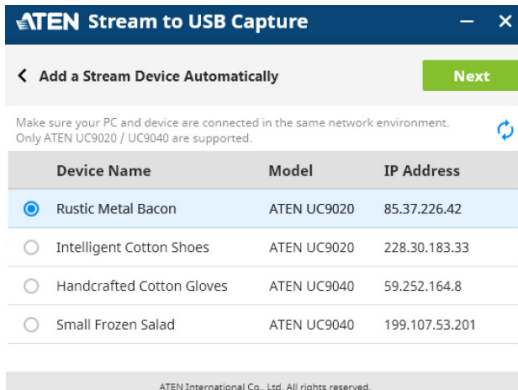 ATEN Stream to USB Capture
Add a Stream Device Automatically Next
Make sure your PC and device are connected in the same network environment.
Only ATEN UC9020 / UC9040 are supported.
Device Name Model IP Address
Rustic Metal Bacon ATEN UC9020 85.37.226.42
Intelligent Cotton Shoes ATEN UC9020 228.30.183.33
Handcrafted Cotton Gloves ATEN UC9040 59.252.164.8
Small Frozen Salad ATEN UC9040 199.107.53.201
ATEN International Co., Ltd. All rights reserved.